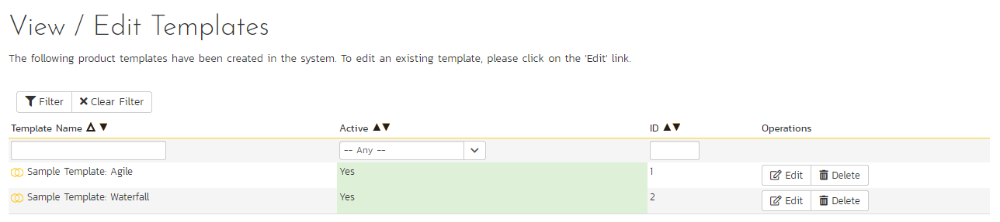 View / Edit Templates
The following product templates have been created in the system. To edit an existing template, please click on the 'Edit' link.
Filter Clear Filter
Template Name Active ID Operations
-- Any --
Sample Template: Agile Yes 1 Edit Delete
Sample Template: Waterfall Yes 2 Edit Delete